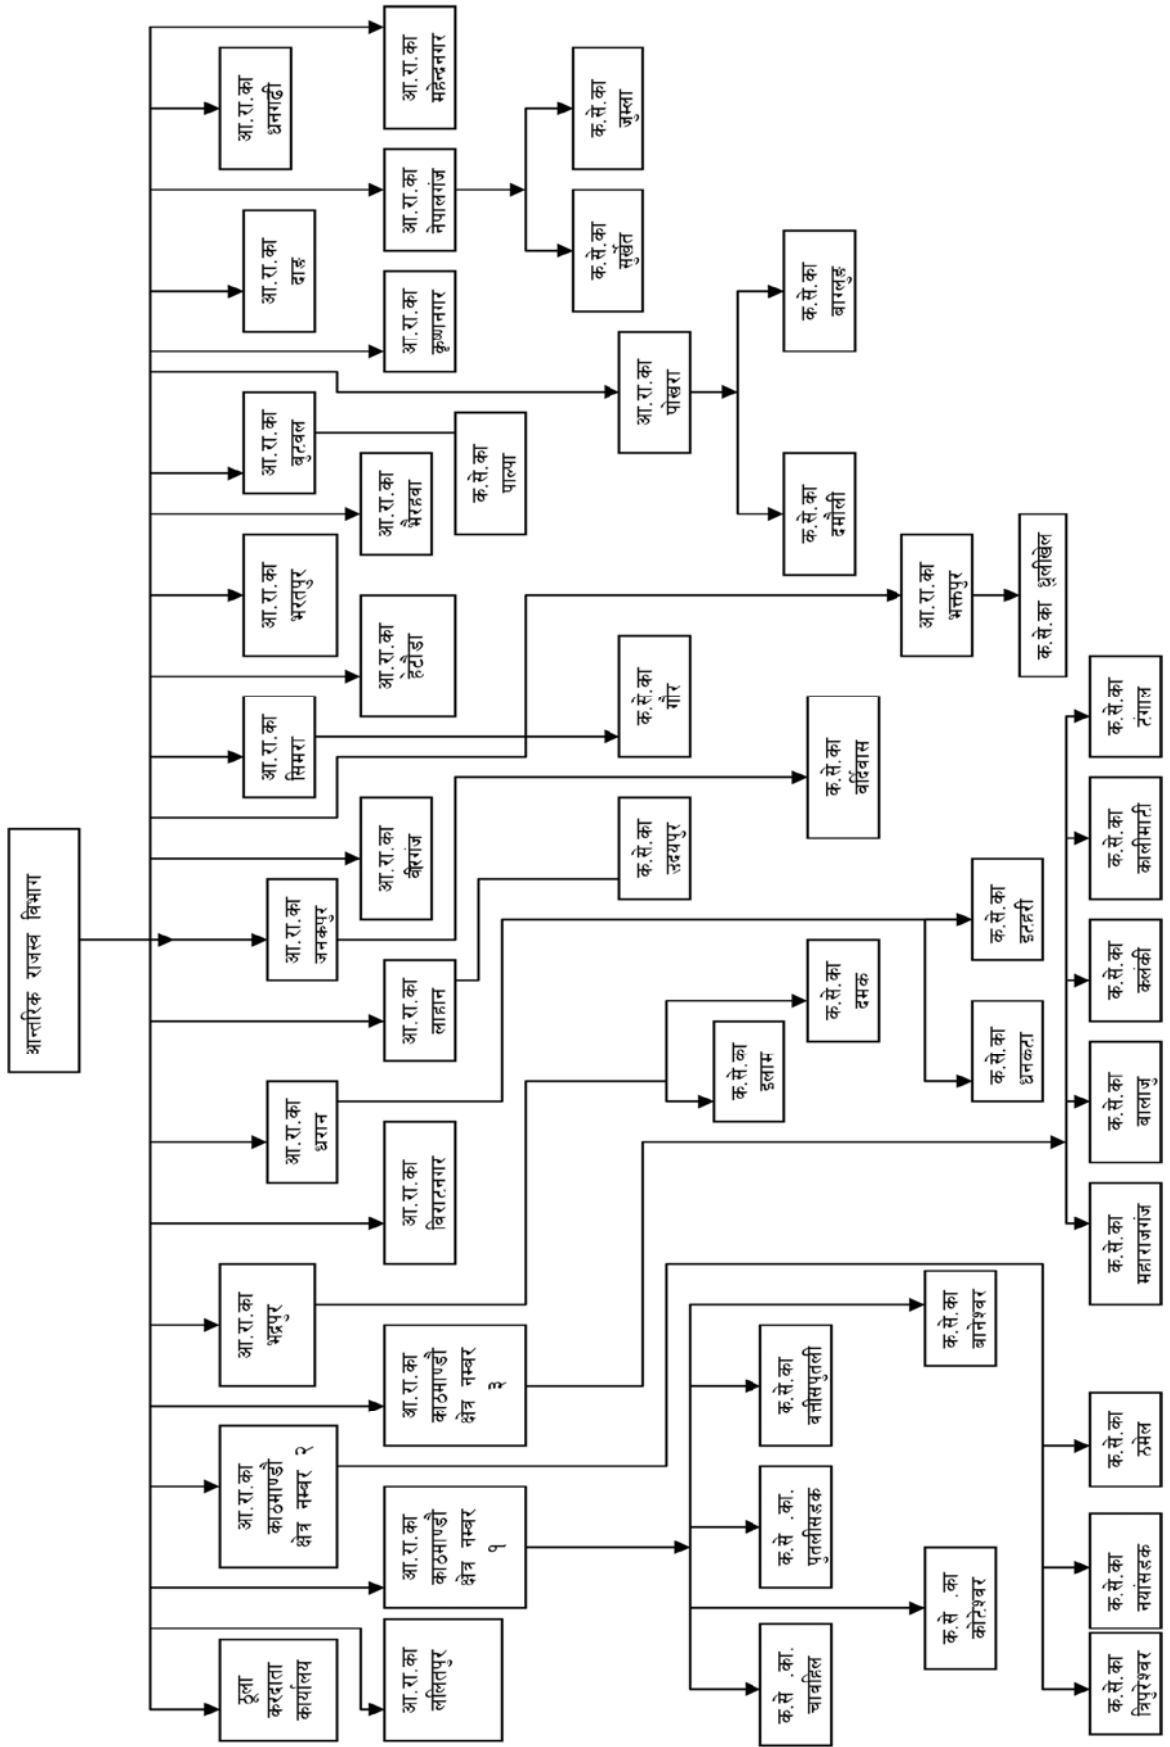 आन्तरिक राजस्व विभाग
ठूला
करदाता
कार्यालय
आ.रा.का
ललितपुर
आ.रा.का
काठमाण्डौ
क्षेत्र नम्बर
१
आ.रा.का
काठमाण्डौ
क्षेत्र नम्बर २
आ.रा.का
काठमाण्डौ
क्षेत्र नम्बर
३
आ.रा.का
भद्रपुर
आ.रा.का
विराटनगर
आ.रा.का
धरान
आ.रा.का
लाहान
आ.रा.का
जनकपुर
आ.रा.का
वीरगंज
आ.रा.का
सिमरा
आ.रा.का
हेटौडा
आ.रा.का
भरतपुर
आ.रा.का
भैरहवा
आ.रा.का
बुटवल
आ.रा.का
कृष्णनगर
आ.रा.का
दाङ
आ.रा.का
नेपालगंज
आ.रा.का
धनगढी
आ.रा.का
महेन्द्रनगर
क.से.का
पाल्पा
क.से.का
सुर्खेत
क.से.का
जुम्ला
क.से.का
उदयपुर
क.से.का
गौर
आ.रा.का
पोखरा
क.से.का
इलाम
क.से .का.
चावहिल
क.से .का.
पुतलीसडक
क.से.का
वत्तीसपुतली
क.से.का
दमक
क.से.का
वर्दिवास
क.से.का
दमौली
क.से.का
बाग्लुङ
क.से .का
कोटेश्वर
क.से.का
बानेश्वर
क.से.का
धनकुटा
क.से.का
इटहरी
आ.रा.का
भक्तपुर
क.से.का धूलीखेल
क.से.का
त्रिपुरेश्वर
क.से.का
नयाँसडक
क.से.का
ठमेल
क.से.का
महाराजगंज
क.से.का
बालाजु
क.से.का
कलंकी
क.से.का
कालीमाटी
क.से.का
टंगाल